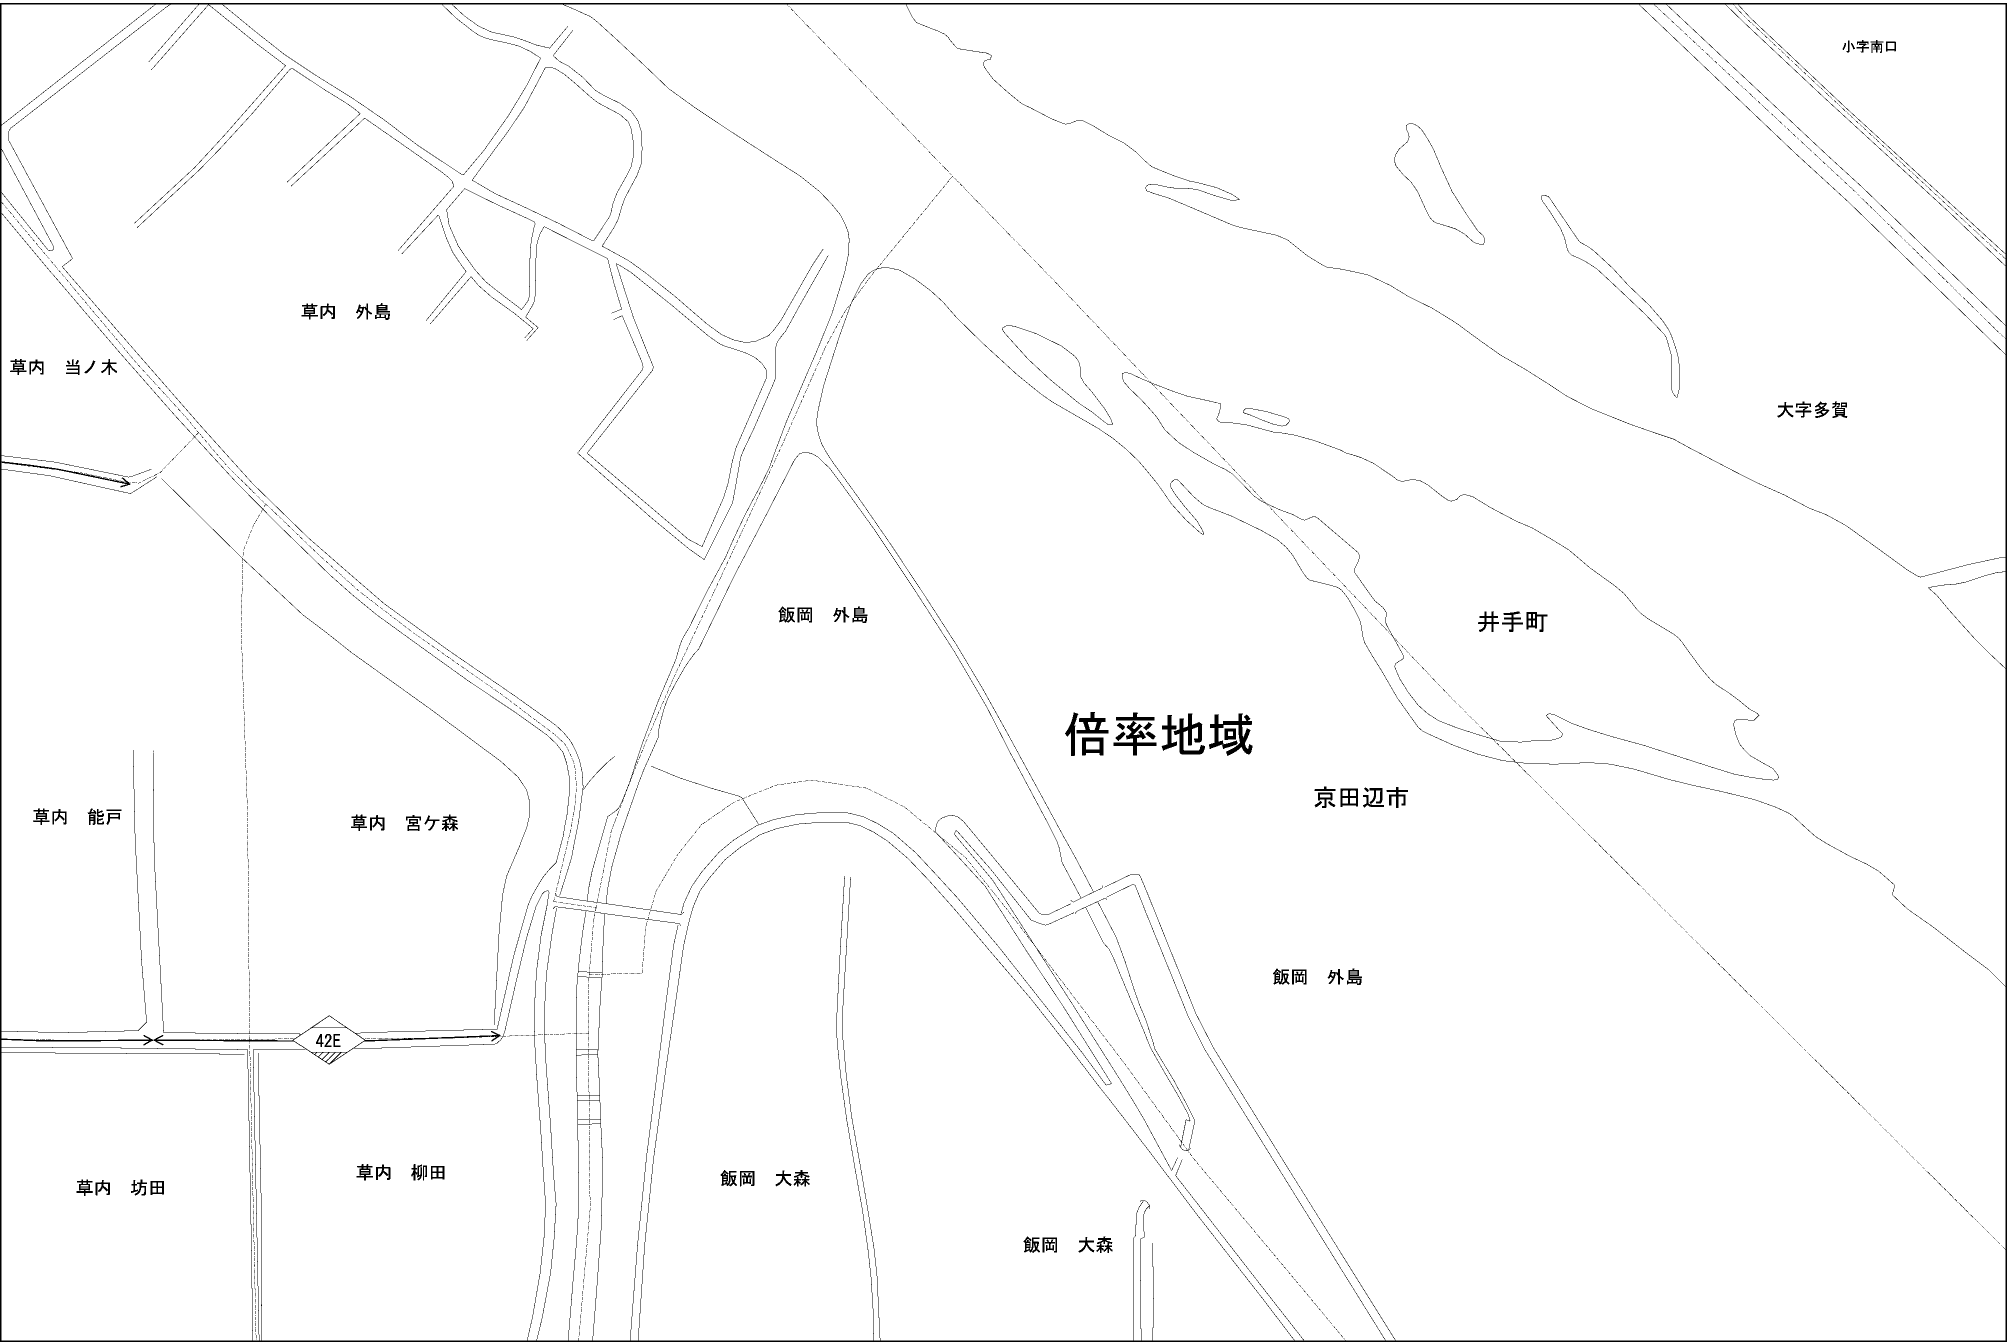 小字南口
草内　外島
草内　当ノ木
大字多賀
飯岡　外島
井手町
倍率地域
京田辺市
草内　能戸
草内　宮ケ森
飯岡　外島
42E
草内　坊田
草内　柳田
飯岡　大森
飯岡　大森